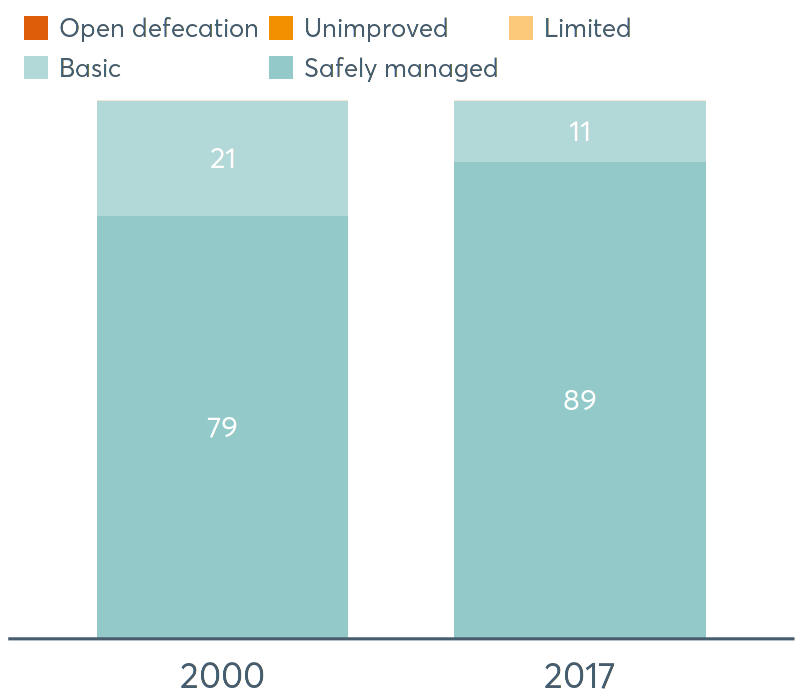 Open defecation Unimproved Limited
Basic Safely managed
21 11
79 89
2000 2017